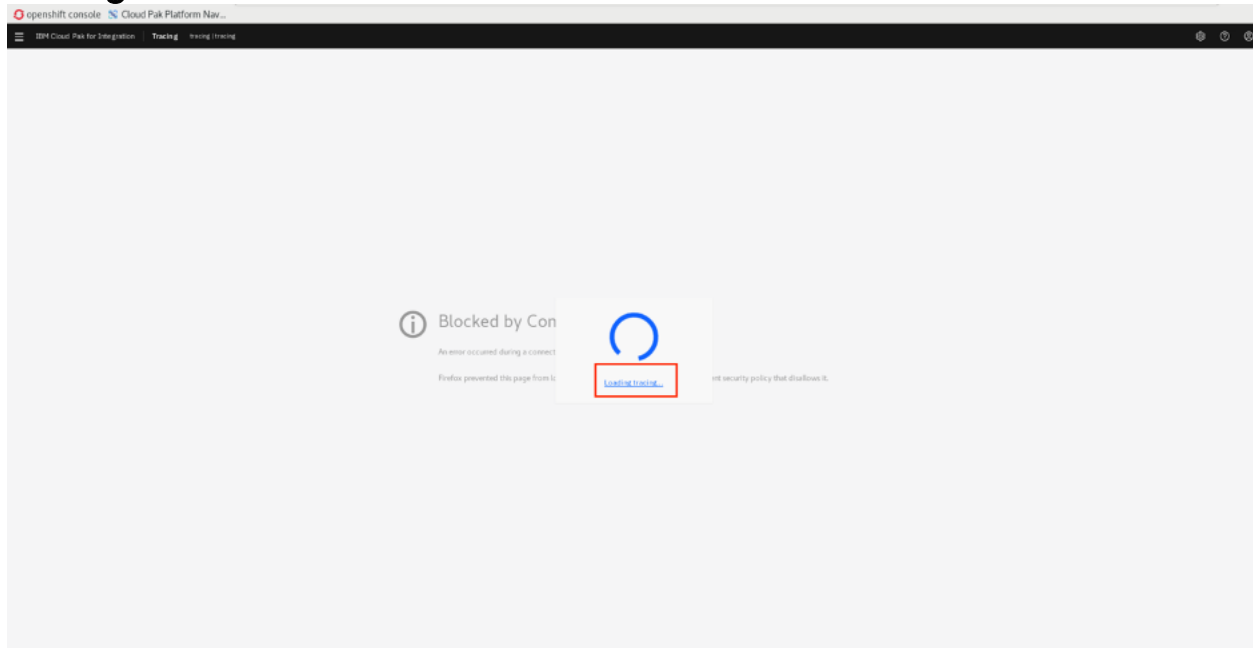 openshift console Cloud Pak Platform Nav...
IBM Cloud Pak for Integration Tracing tracing | tracing
Blocked by Con
An error occurred during a connect
Firefox prevented this page from lo
ent security policy that disallows it.
Loading tracing...